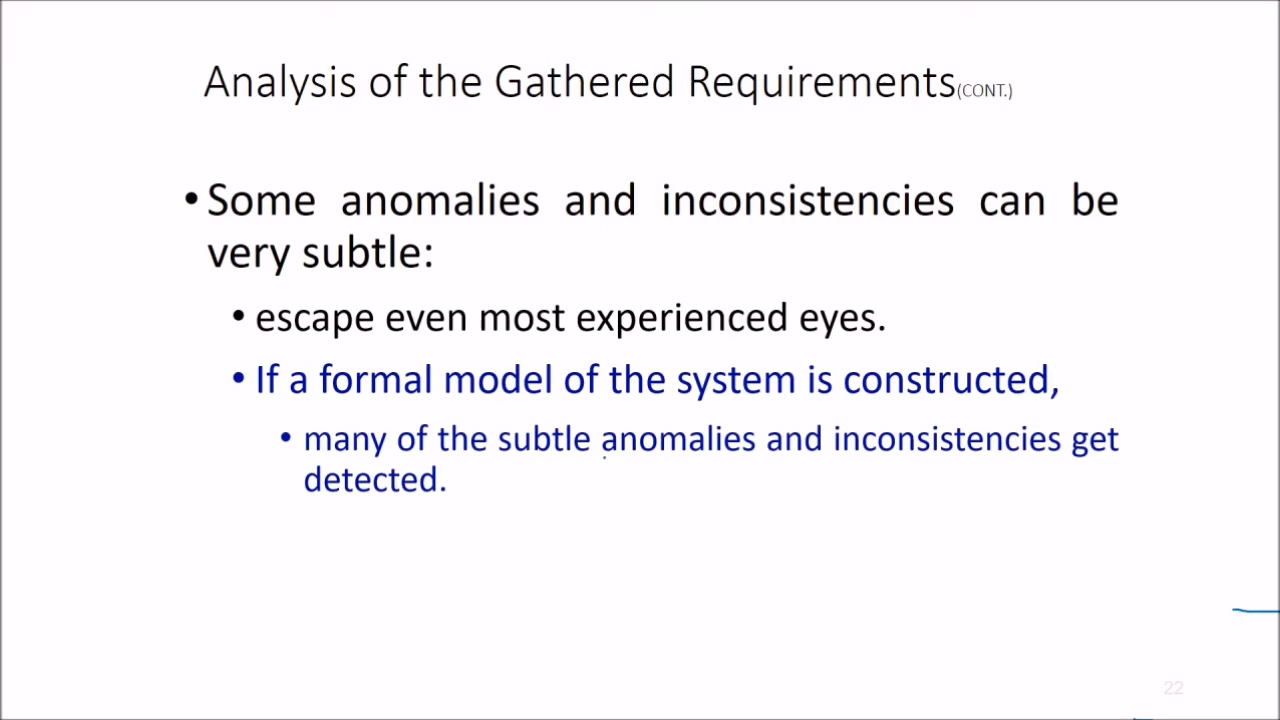 Analysis of the Gathered Requirements(CONT.)
• Some anomalies and inconsistencies can be
very subtle:
• escape even most experienced eyes.
• If a formal model of the system is constructed,
• many of the subtle anomalies and inconsistencies get
detected.
22